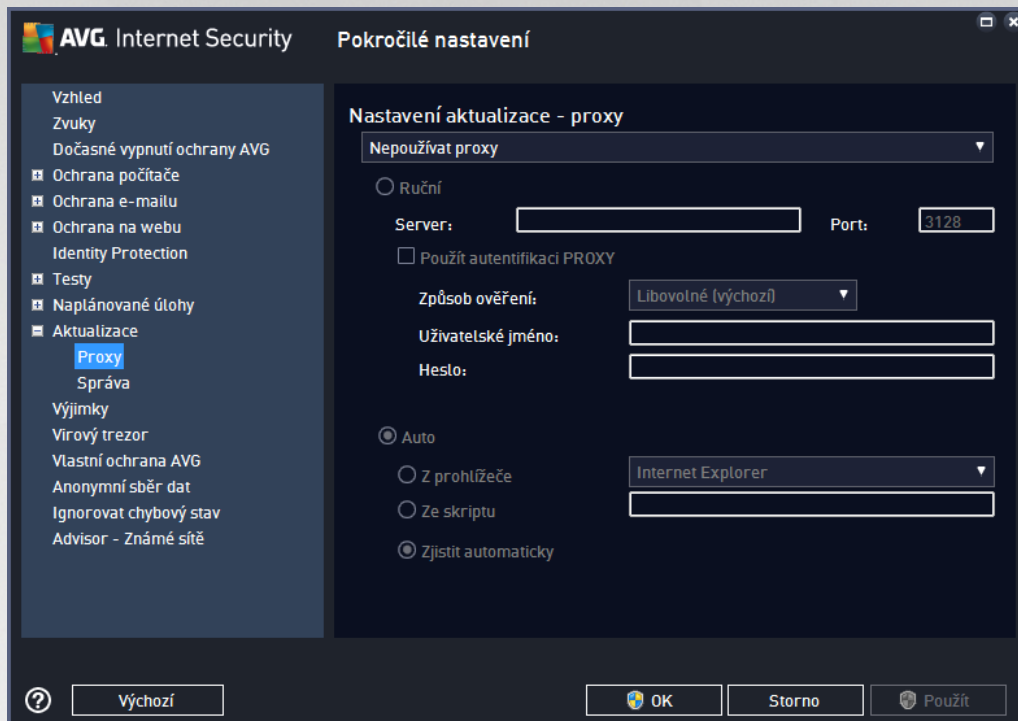 AVG. Internet Security
Pokročilé nastavení
Vzhled
Zvuky
Dočasné vypnutí ochrany AVG
Ochrana počítače
Ochrana e-mailu
Ochrana na webu
Identity Protection
Testy
Naplánované úlohy
Aktualizace
Proxy
Správa
Výjimky
Virový trezor
Vlastní ochrana AVG
Anonymní sběr dat
Ignorovat chybový stav
Advisor - Známé sítě
Nastavení aktualizace - proxy
Nepoužívat proxy
Ruční
Server: Port: 3128
Použít autentifikaci PROXY
Způsob ověření: Libovolné (výchozí)
Uživatelské jméno:
Heslo:
Auto
Z prohlížeče Internet Explorer
Ze skriptu
Zjistit automaticky
? Výchozí OK Storno Použít